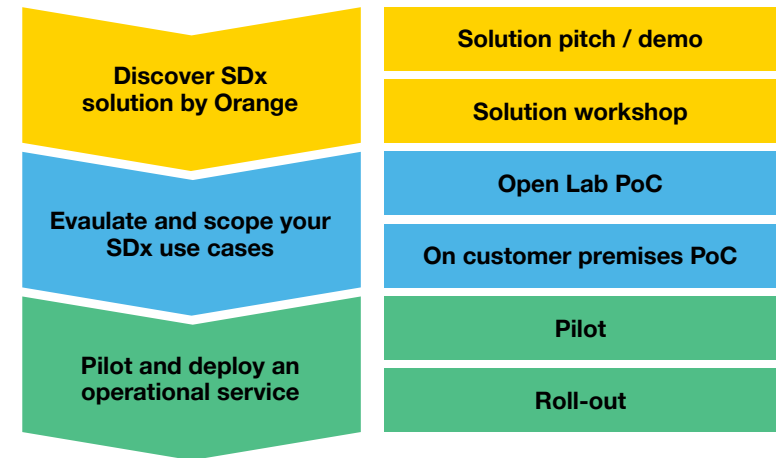 Discover SDx
solution by Orange
Solution pitch / demo
Solution workshop
Evaulate and scope your
SDx use cases
Open Lab PoC
On customer premises PoC
Pilot and deploy an
operational service
Pilot
Roll-out